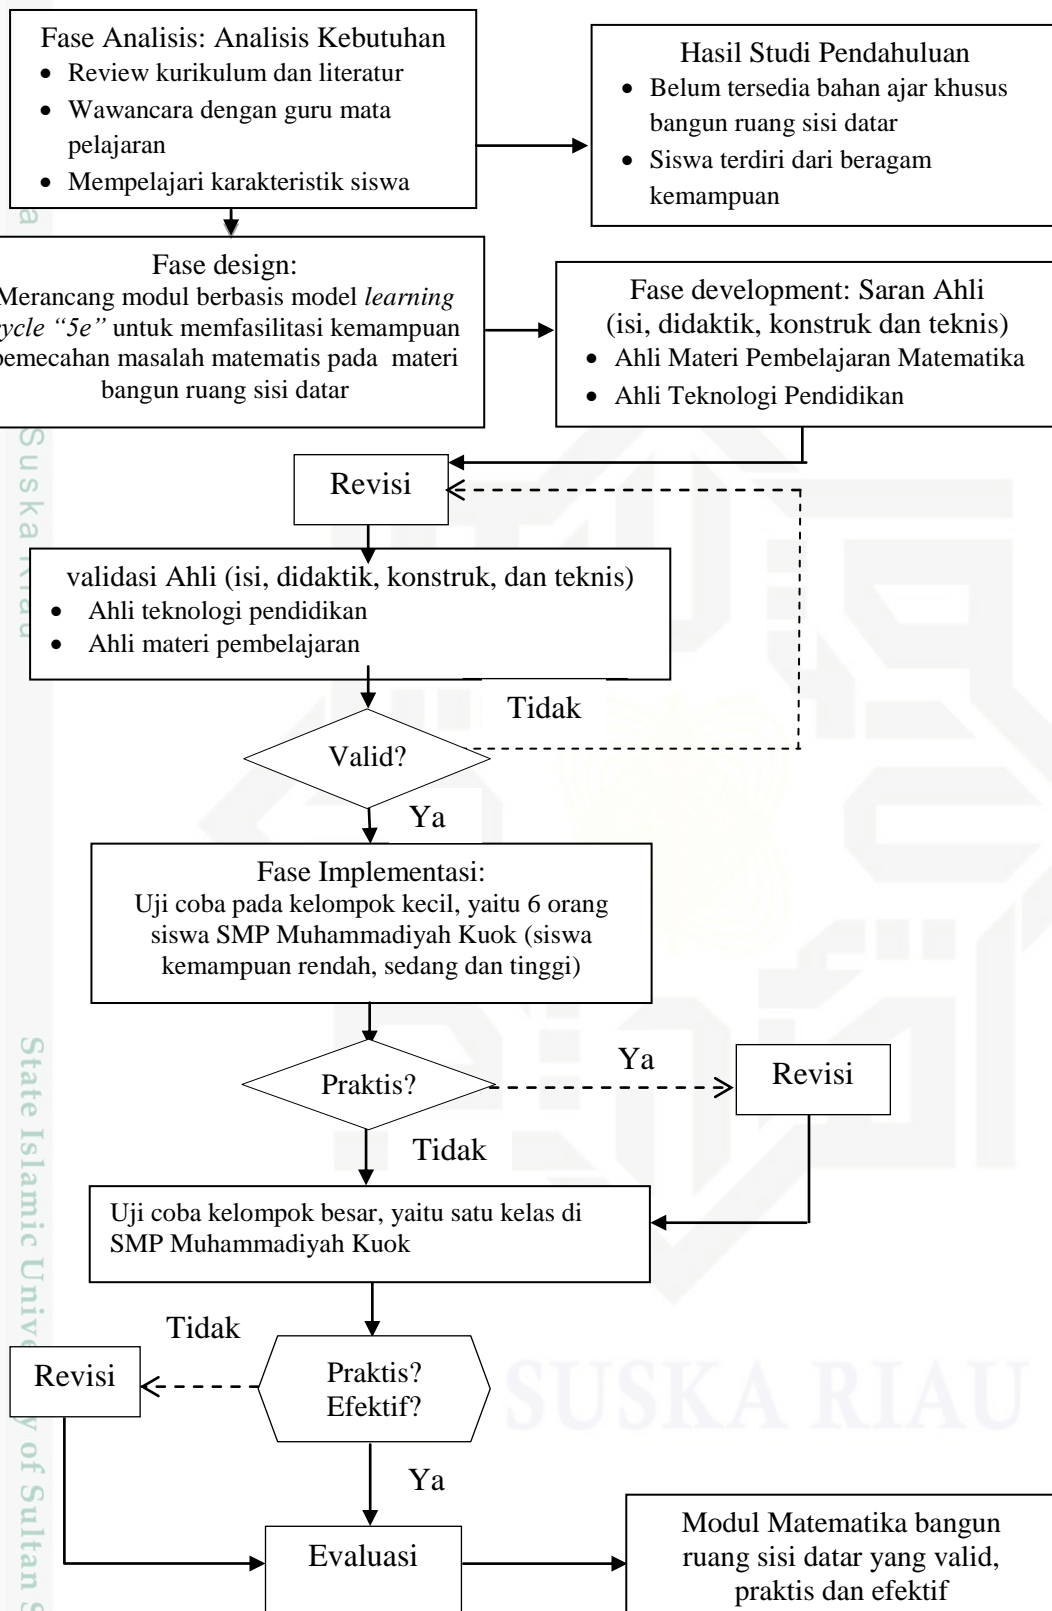 Fase Analisis: Analisis Kebutuhan
• Review kurikulum dan literatur
• Wawancara dengan guru mata
pelajaran
• Mempelajari karakteristik siswa
Hasil Studi Pendahuluan
• Belum tersedia bahan ajar khusus
bangun ruang sisi datar
• Siswa terdiri dari beragam
kemampuan
Fase design:
Merancang modul berbasis model learning
cycle “5e” untuk memfasilitasi kemampuan
pemecahan masalah matematis pada materi
bangun ruang sisi datar
Fase development: Saran Ahli
(isi, didaktik, konstruk dan teknis)
• Ahli Materi Pembelajaran Matematika
• Ahli Teknologi Pendidikan
Revisi
validasi Ahli (isi, didaktik, konstruk, dan teknis)
• Ahli teknologi pendidikan
• Ahli materi pembelajaran
Tidak
Valid?
Ya
Fase Implementasi:
Uji coba pada kelompok kecil, yaitu 6 orang
siswa SMP Muhammadiyah Kuok (siswa
kemampuan rendah, sedang dan tinggi)
Praktis?
Ya
Revisi
Tidak
Uji coba kelompok besar, yaitu satu kelas di
SMP Muhammadiyah Kuok
Tidak
Revisi
Praktis?
Efektif?
Ya
Evaluasi
Modul Matematika bangun
ruang sisi datar yang valid,
praktis dan efektif
Suska Riau
State Islamic University of Sultan
SUSKA RIAU